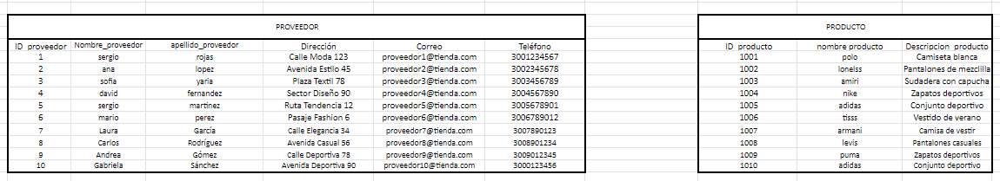 PROVEEDOR PRODUCTO
ID_proveedor Nombre_proveedor apellido_proveedor Dirección Correo Teléfono ID_producto nombre producto Descripcion_producto
1 sergio rojas Calle Moda 123 proveedor1@tienda.com 3001234567 1001 polo Camiseta blanca
2 ana lopez Avenida Estilo 45 proveedor2@tienda.com 3002345678 1002 lonelss Pantalones de mezclilla
3 sofia yaria Plaza Textil 78 proveedor3@tienda.com 3003456789 1003 amiri Sudadera con capucha
4 david fernandez Sector Diseño 90 proveedor4@tienda.com 3004567890 1004 nike Zapatos deportivos
5 sergio martinez Ruta Tendencia 12 proveedor5@tienda.com 3005678901 1005 adidas Conjunto deportivo
6 mario perez Pasaje Fashion 6 proveedor6@tienda.com 3006789012 1006 tisss Vestido de verano
7 Laura García Calle Elegancia 34 proveedor7@tienda.com 3007890123 1007 armani Camisa de vestir
8 Carlos Rodríguez Avenida Casual 56 proveedor8@tienda.com 3008901234 1008 levis Pantalones casuales
9 Andrea Gómez Calle Deportiva 78 proveedor9@tienda.com 3009012345 1009 puma Zapatos deportivos
10 Gabriela Sánchez Avenida Deportiva 90 proveedor10@tienda.com 3000123456 1010 adidas Conjunto deportivo